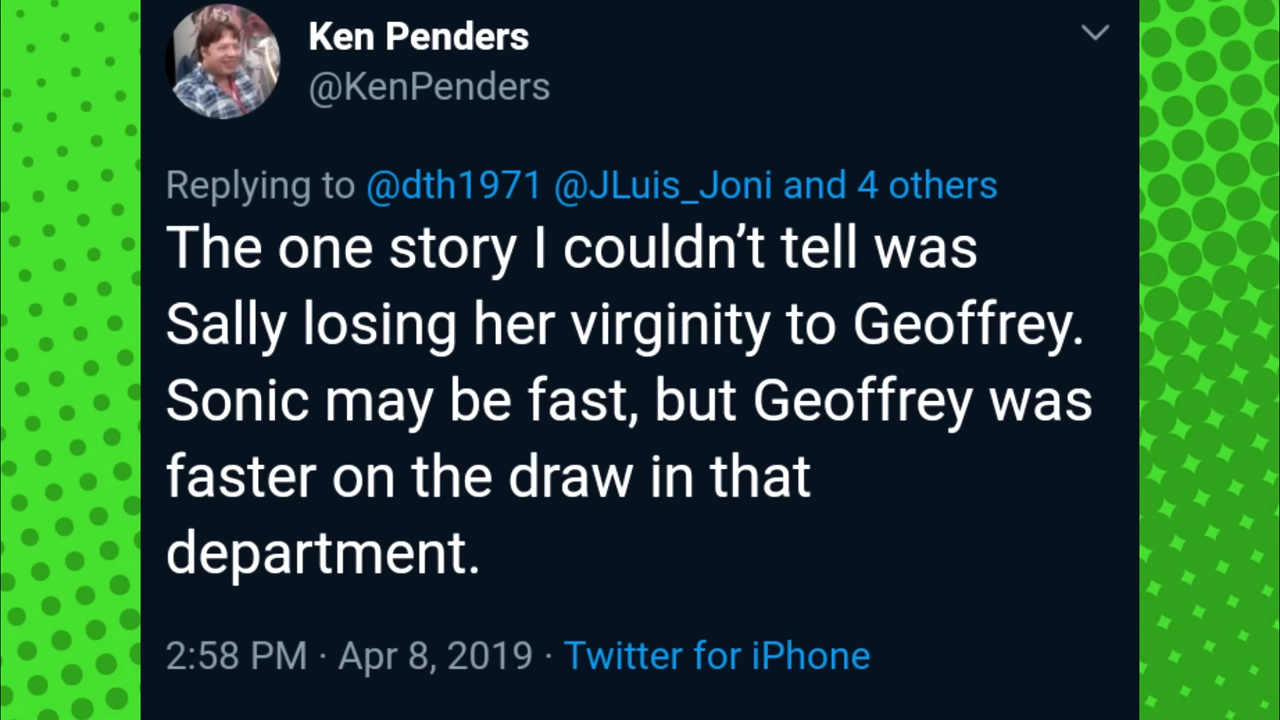 Ken Penders
@KenPenders
Replying to @dth1971 @JLuis_Joni and 4 others
The one story I couldn’t tell was
Sally losing her virginity to Geoffrey.
Sonic may be fast, but Geoffrey was
faster on the draw in that
department.
2:58 PM · Apr 8, 2019 · Twitter for iPhone